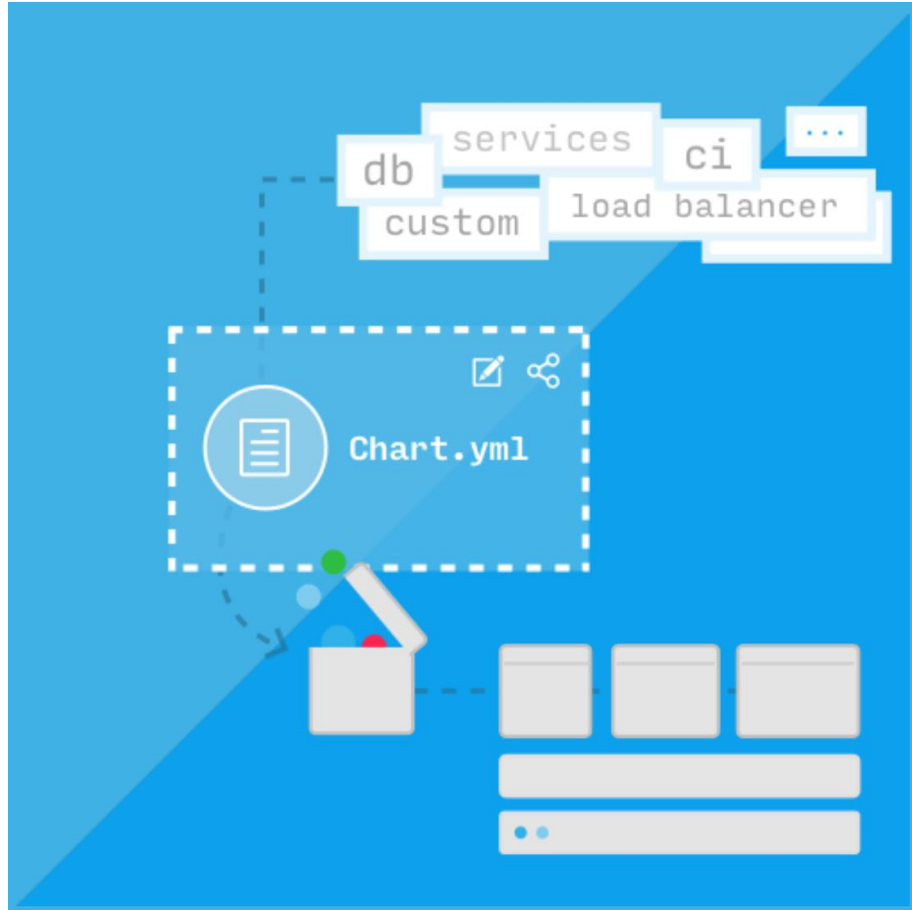 services
db
ci
...
custom
load balancer
Chart.yml